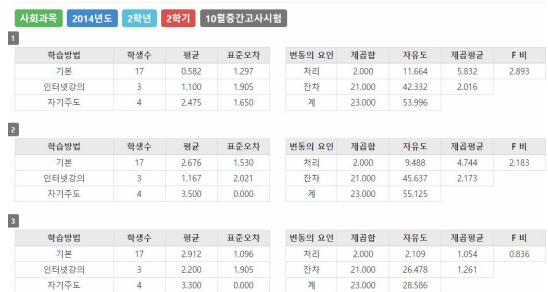 사회과목 2014년도 2학년 2학기 10월중간고사시험
1
학습방법 학생수 평균 표준오차 변동의 요인 제곱합 자유도 제곱평균 F 비
기본 17 0.582 1.297 처리 2.000 11.664 5.832 2.893
인터넷강의 3 1.100 1.905 잔차 21.000 42.332 2.016
자기주도 4 2.475 1.650 계 23.000 53.996
2
학습방법 학생수 평균 표준오차 변동의 요인 제곱합 자유도 제곱평균 F 비
기본 17 2.676 1.530 처리 2.000 9.488 4.744 2.183
인터넷강의 3 1.167 2.021 잔차 21.000 45.637 2.173
자기주도 4 3.500 0.000 계 23.000 55.125
3
학습방법 학생수 평균 표준오차 변동의 요인 제곱합 자유도 제곱평균 F 비
기본 17 2.912 1.096 처리 2.000 2.109 1.054 0.836
인터넷강의 3 2.200 1.905 잔차 21.000 26.478 1.261
자기주도 4 3.300 0.000 계 23.000 28.586